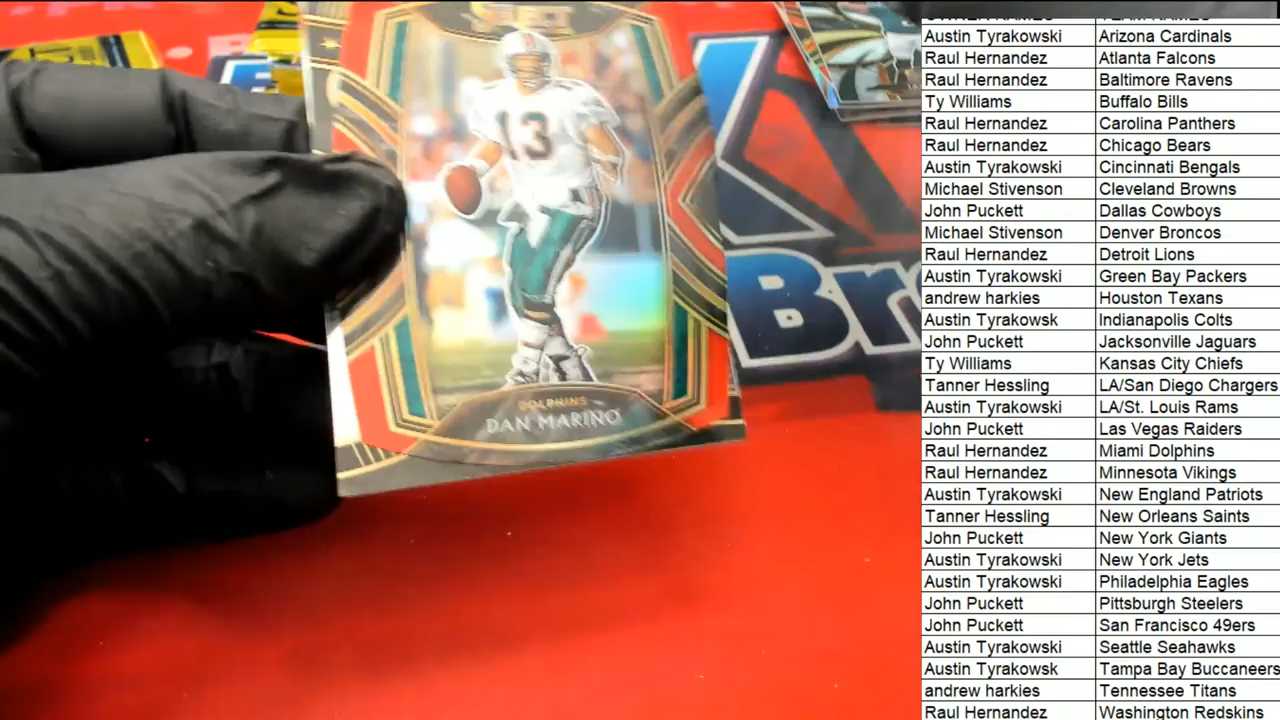 SELECT
13
DOLPHINS
DAN MARINO
Br
OWNER NAMES TEAM NAMES
Austin Tyrakowski Arizona Cardinals
Raul Hernandez Atlanta Falcons
Raul Hernandez Baltimore Ravens
Ty Williams Buffalo Bills
Raul Hernandez Carolina Panthers
Raul Hernandez Chicago Bears
Austin Tyrakowski Cincinnati Bengals
Michael Stivenson Cleveland Browns
John Puckett Dallas Cowboys
Michael Stivenson Denver Broncos
Raul Hernandez Detroit Lions
Austin Tyrakowski Green Bay Packers
andrew harkies Houston Texans
Austin Tyrakowsk Indianapolis Colts
John Puckett Jacksonville Jaguars
Ty Williams Kansas City Chiefs
Tanner Hessling LA/San Diego Chargers
Austin Tyrakowski LA/St. Louis Rams
John Puckett Las Vegas Raiders
Raul Hernandez Miami Dolphins
Raul Hernandez Minnesota Vikings
Austin Tyrakowski New England Patriots
Tanner Hessling New Orleans Saints
John Puckett New York Giants
Austin Tyrakowski New York Jets
Austin Tyrakowski Philadelphia Eagles
John Puckett Pittsburgh Steelers
John Puckett San Francisco 49ers
Austin Tyrakowski Seattle Seahawks
Austin Tyrakowsk Tampa Bay Buccaneers
andrew harkies Tennessee Titans
Raul Hernandez Washington Redskins